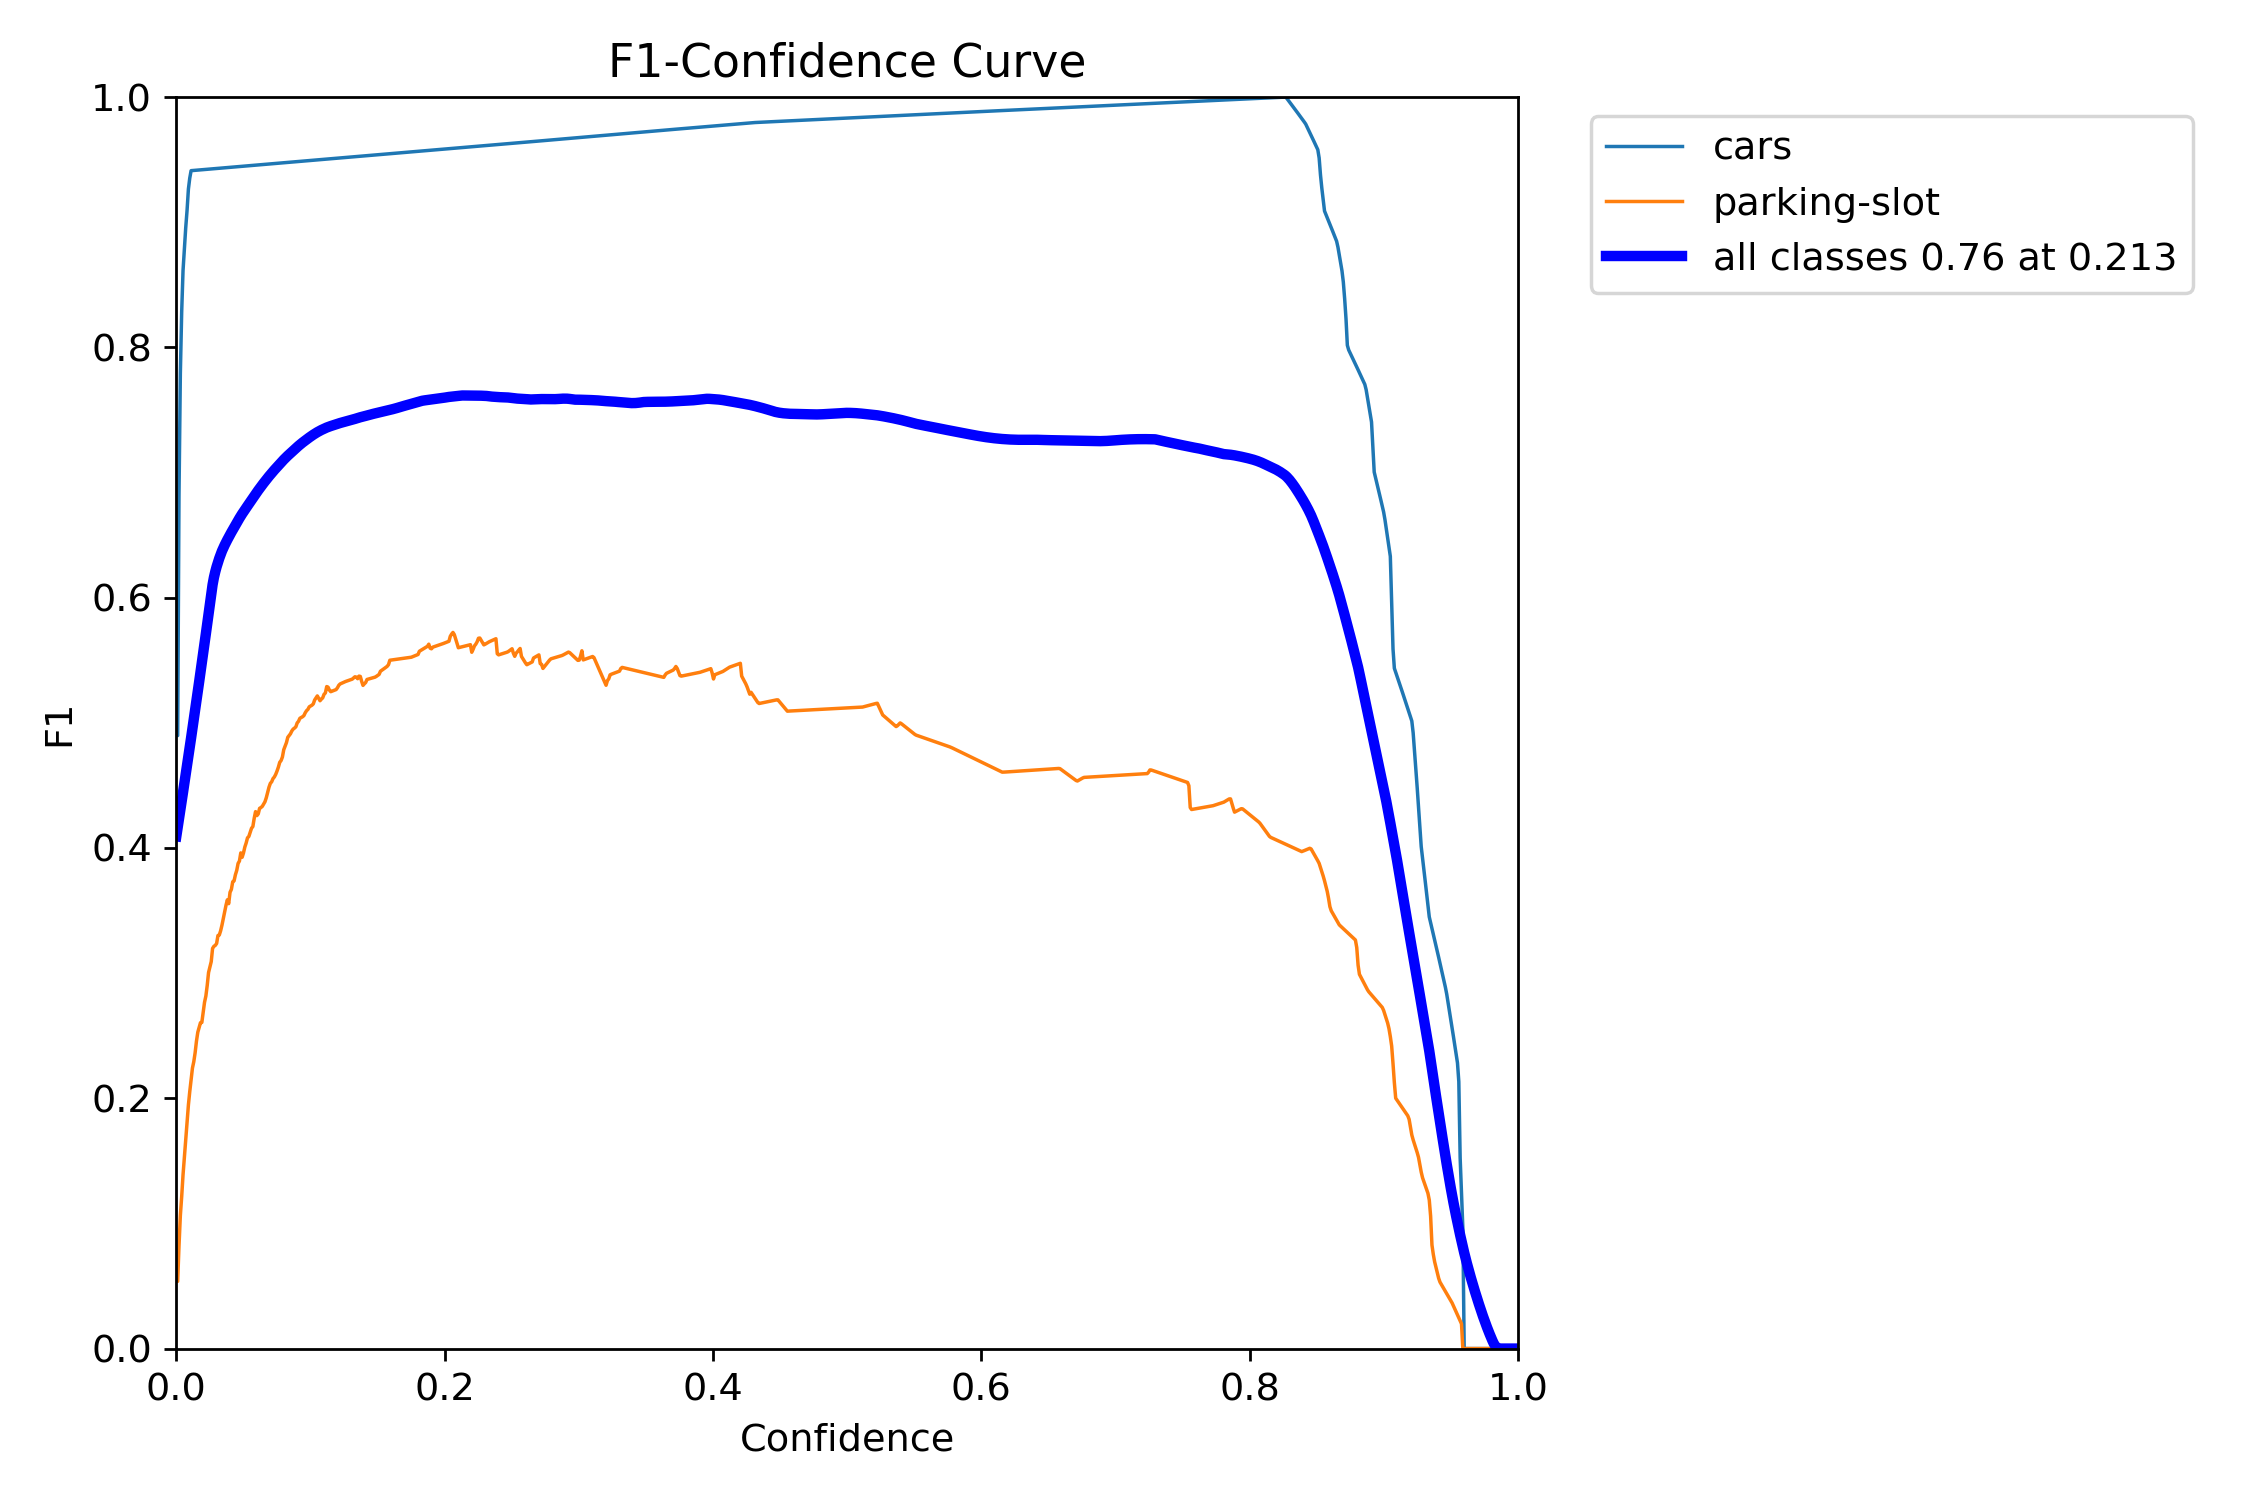 F1-Confidence Curve
1.0
0.8
0.6
0.4
0.2
0.0
F1
0.0 0.2 0.4 0.6 0.8 1.0
Confidence
cars
parking-slot
all classes 0.76 at 0.213